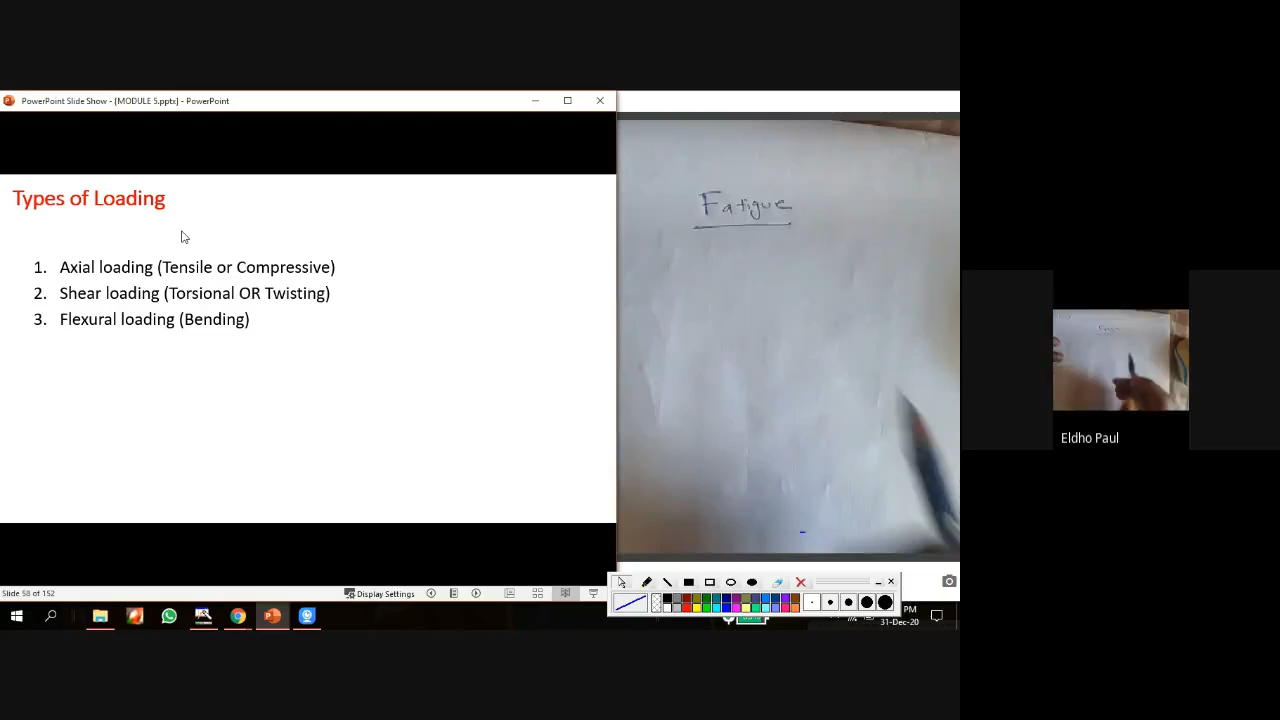 PowerPoint Slide Show - [MODULE 5.pptx] - PowerPoint
Types of Loading
1. Axial loading (Tensile or Compressive)
2. Shear loading (Torsional OR Twisting)
3. Flexural loading (Bending)
Fatigue
Eldho Paul
Slide 58 of 152
Display Settings
PM
31-Dec-20